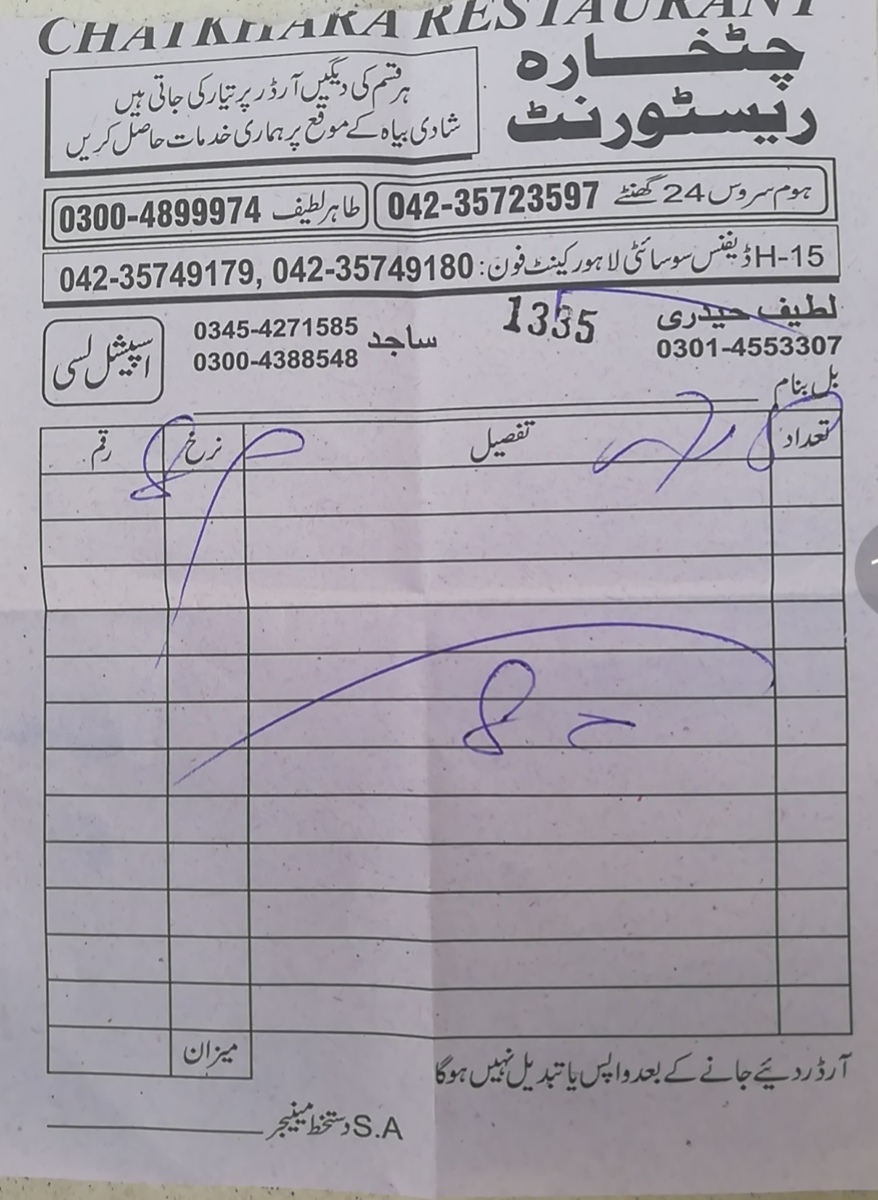 CHATKHARA RESTAURANT
چٹخارہ
ریسٹورنٹ
ہر قسم کی دیگیں آرڈر پر تیار کی جاتی ہیں
شادی بیاہ کے موقع پر ہماری خدمات حاصل کریں
ہوم سروس 24 گھنٹے 042-35723597
طاہر لطیف 0300-4899974
H-15 ڈیفنس سوسائٹی لاہور کینٹ فون: 042-35749179, 042-35749180
لطیف حیدری
0301-4553307
1335
ساجد
0345-4271585
0300-4388548
اسپیشل لسی
بل بنام
تعداد تفصیل نرخ رقم
میزان
آرڈر دئیے جانے کے بعد واپس یا تبدیل نہیں ہوگا
S.A دستخط مینیجر